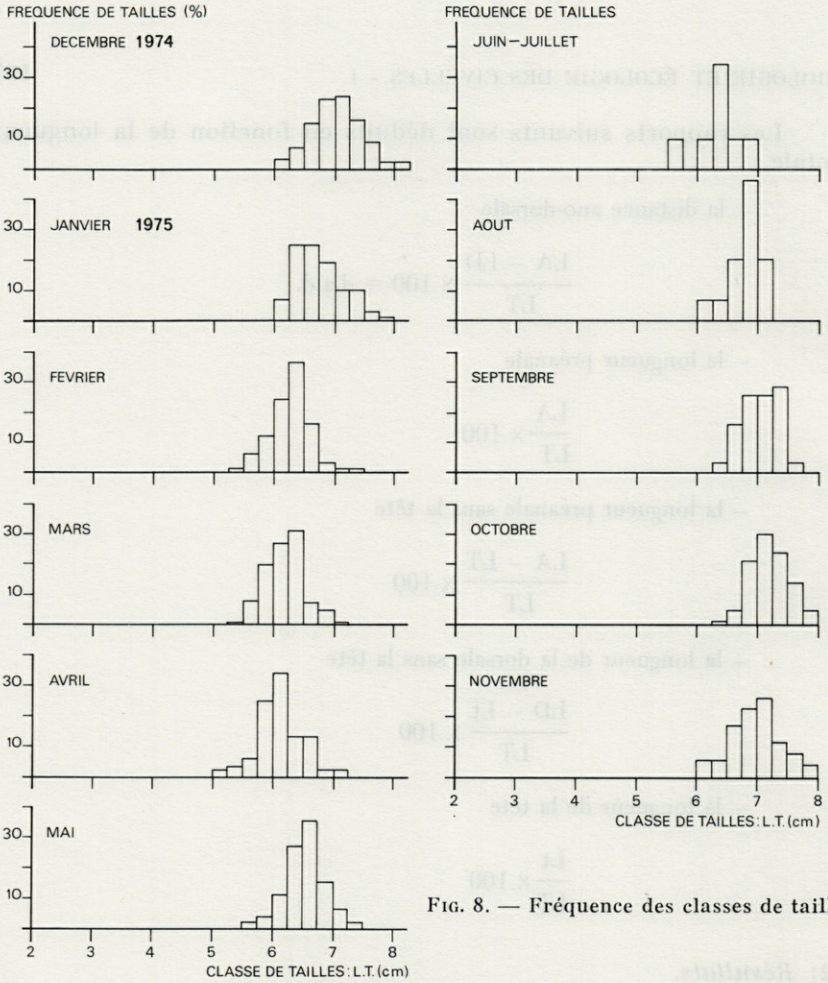 FREQUENCE DE TAILLES (%)
DECEMBRE 1974
30
10
JANVIER 1975
30
10
FEVRIER
30
10
MARS
30
10
AVRIL
30
10
MAI
30
10
2 3 4 5 6 7 8
CLASSE DE TAILLES: L.T.(cm)
FREQUENCE DE TAILLES
JUIN–JUILLET
AOUT
SEPTEMBRE
OCTOBRE
NOVEMBRE
2 3 4 5 6 7 8
CLASSE DE TAILLES: L.T.(cm)
FIG. 8. — Fréquence des classes de taill